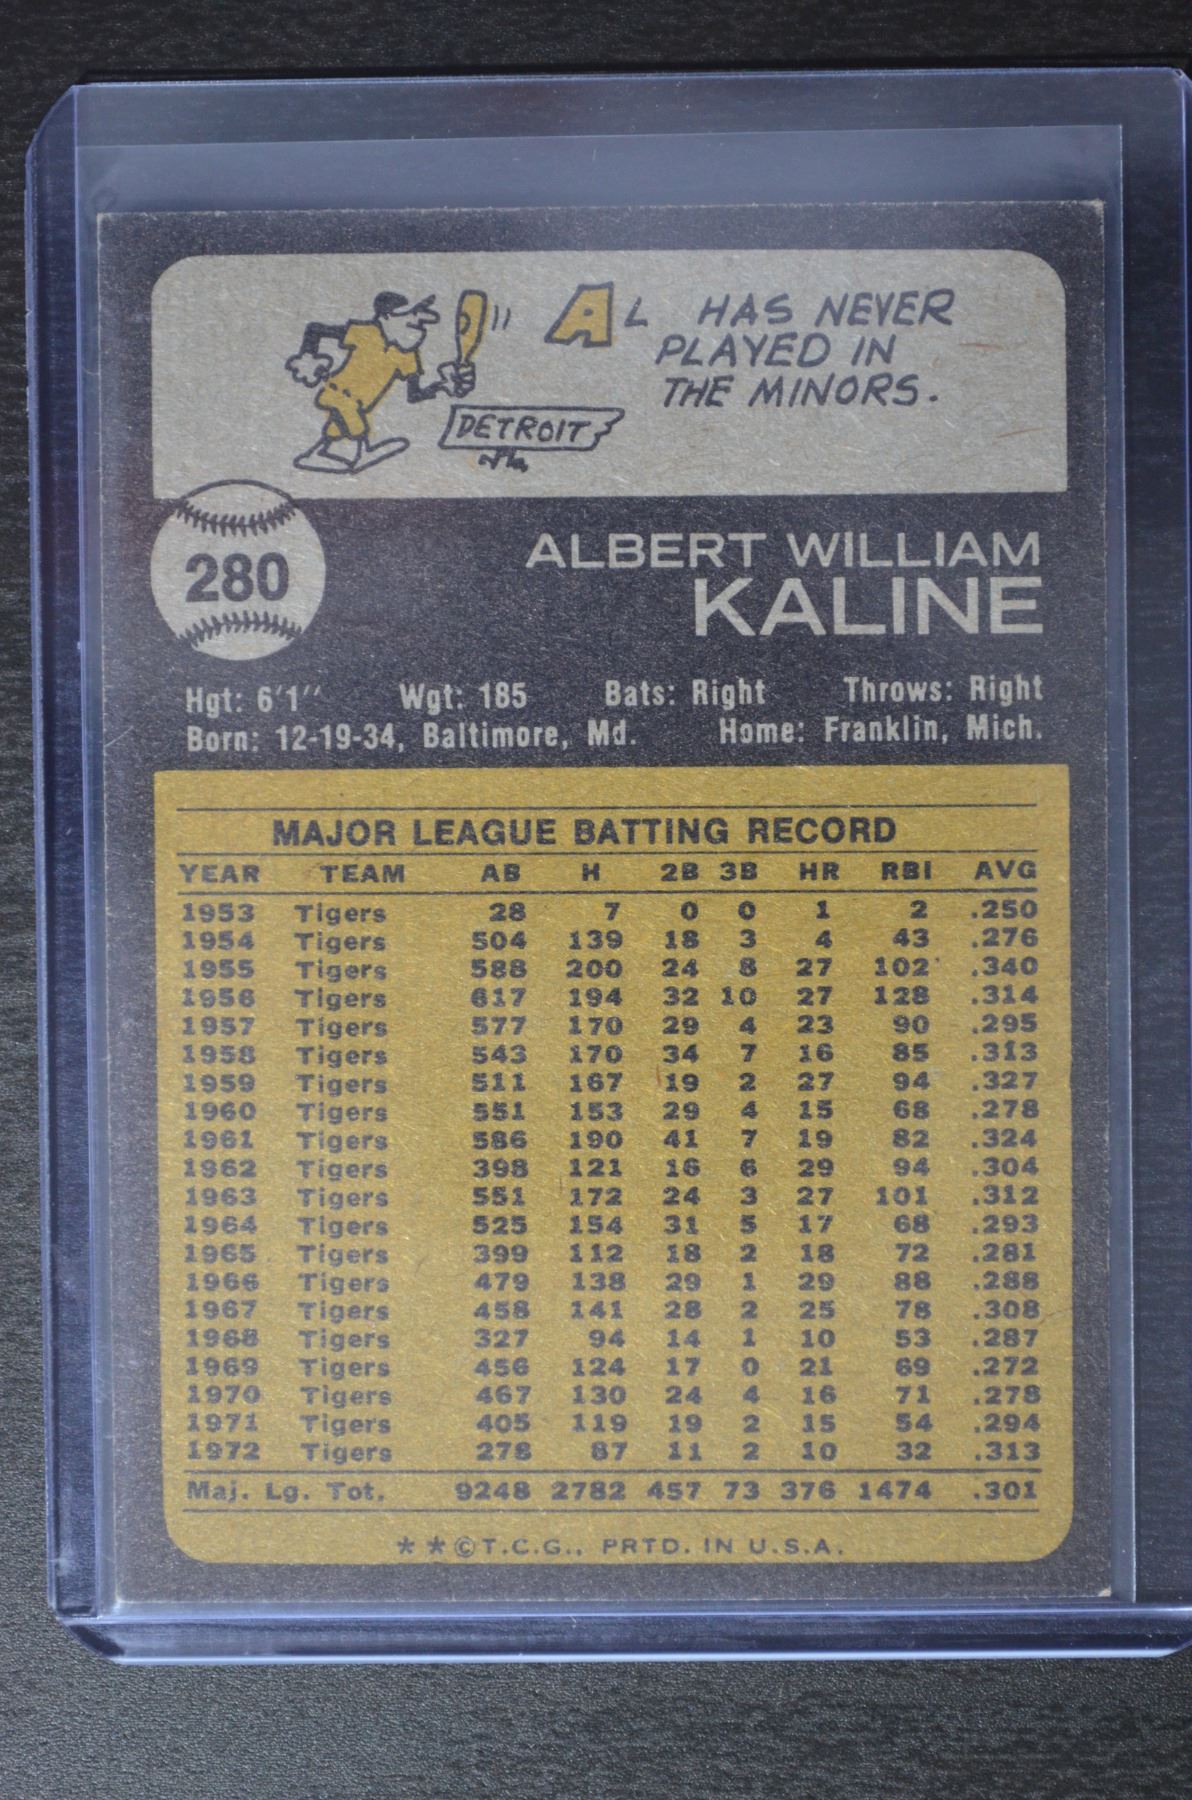 AL HAS NEVER
PLAYED IN
THE MINORS.
DETROIT
280
ALBERT WILLIAM
KALINE
Hgt: 6'1" Wgt: 185 Bats: Right Throws: Right
Born: 12-19-34, Baltimore, Md. Home: Franklin, Mich.
MAJOR LEAGUE BATTING RECORD
YEAR TEAM AB H 2B 3B HR RBI AVG
1953 Tigers 28 7 0 0 1 2 .250
1954 Tigers 504 139 18 3 4 43 .276
1955 Tigers 588 200 24 8 27 102 .340
1956 Tigers 617 194 32 10 27 128 .314
1957 Tigers 577 170 29 4 23 90 .295
1958 Tigers 543 170 34 7 16 85 .313
1959 Tigers 511 167 19 2 27 94 .327
1960 Tigers 551 153 29 4 15 68 .278
1961 Tigers 586 190 41 7 19 82 .324
1962 Tigers 398 121 16 6 29 94 .304
1963 Tigers 551 172 24 3 27 101 .312
1964 Tigers 525 154 31 5 17 68 .293
1965 Tigers 399 112 18 2 18 72 .281
1966 Tigers 479 138 29 1 29 88 .288
1967 Tigers 458 141 28 2 25 78 .308
1968 Tigers 327 94 14 1 10 53 .287
1969 Tigers 456 124 17 0 21 69 .272
1970 Tigers 467 130 24 4 16 71 .278
1971 Tigers 405 119 19 2 15 54 .294
1972 Tigers 278 87 11 2 10 32 .313
Maj. Lg. Tot. 9248 2782 457 73 376 1474 .301
**©T.C.G., PRTD. IN U.S.A.